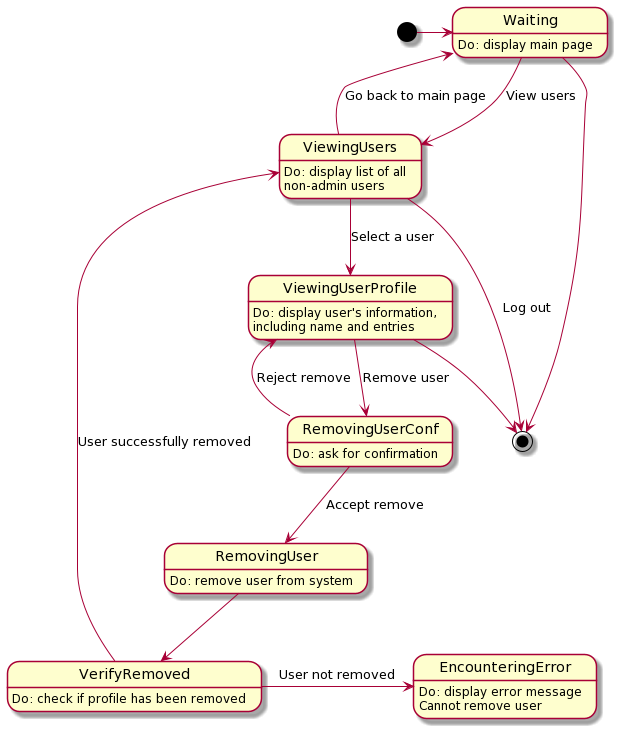 Waiting
Do: display main page
Go back to main page
View users
ViewingUsers
Do: display list of all
non-admin users
Select a user
ViewingUserProfile
Do: display user's information,
including name and entries
Log out
Reject remove
Remove user
RemovingUserConf
Do: ask for confirmation
User successfully removed
Accept remove
RemovingUser
Do: remove user from system
VerifyRemoved
Do: check if profile has been removed
User not removed
EncounteringError
Do: display error message
Cannot remove user